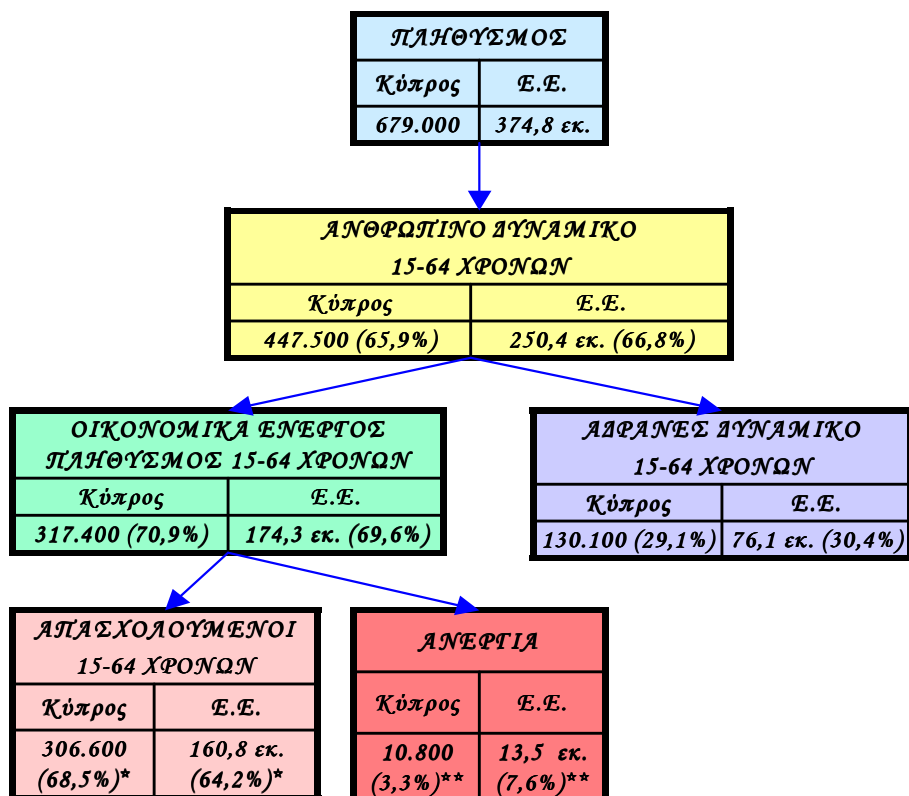 ΠΛΗΘΥΣΜΟΣ
Κύπρος Ε.Ε.
679.000 374,8 εκ.
ΑΝΘΡΩΠΙΝΟ ΔΥΝΑΜΙΚΟ
15-64 ΧΡΟΝΩΝ
Κύπρος Ε.Ε.
447.500 (65,9%) 250,4 εκ. (66,8%)
ΟΙΚΟΝΟΜΙΚΑ ΕΝΕΡΓΟΣ
ΠΛΗΘΥΣΜΟΣ 15-64 ΧΡΟΝΩΝ
Κύπρος Ε.Ε.
317.400 (70,9%) 174,3 εκ. (69,6%)
ΑΔΡΑΝΕΣ ΔΥΝΑΜΙΚΟ
15-64 ΧΡΟΝΩΝ
Κύπρος Ε.Ε.
130.100 (29,1%) 76,1 εκ. (30,4%)
ΑΠΑΣΧΟΛΟΥΜΕΝΟΙ
15-64 ΧΡΟΝΩΝ
Κύπρος Ε.Ε.
306.600 160,8 εκ.
(68,5%)* (64,2%)*
ΑΝΕΡΓΙΑ
Κύπρος Ε.Ε.
10.800 13,5 εκ.
(3,3%)** (7,6%)**